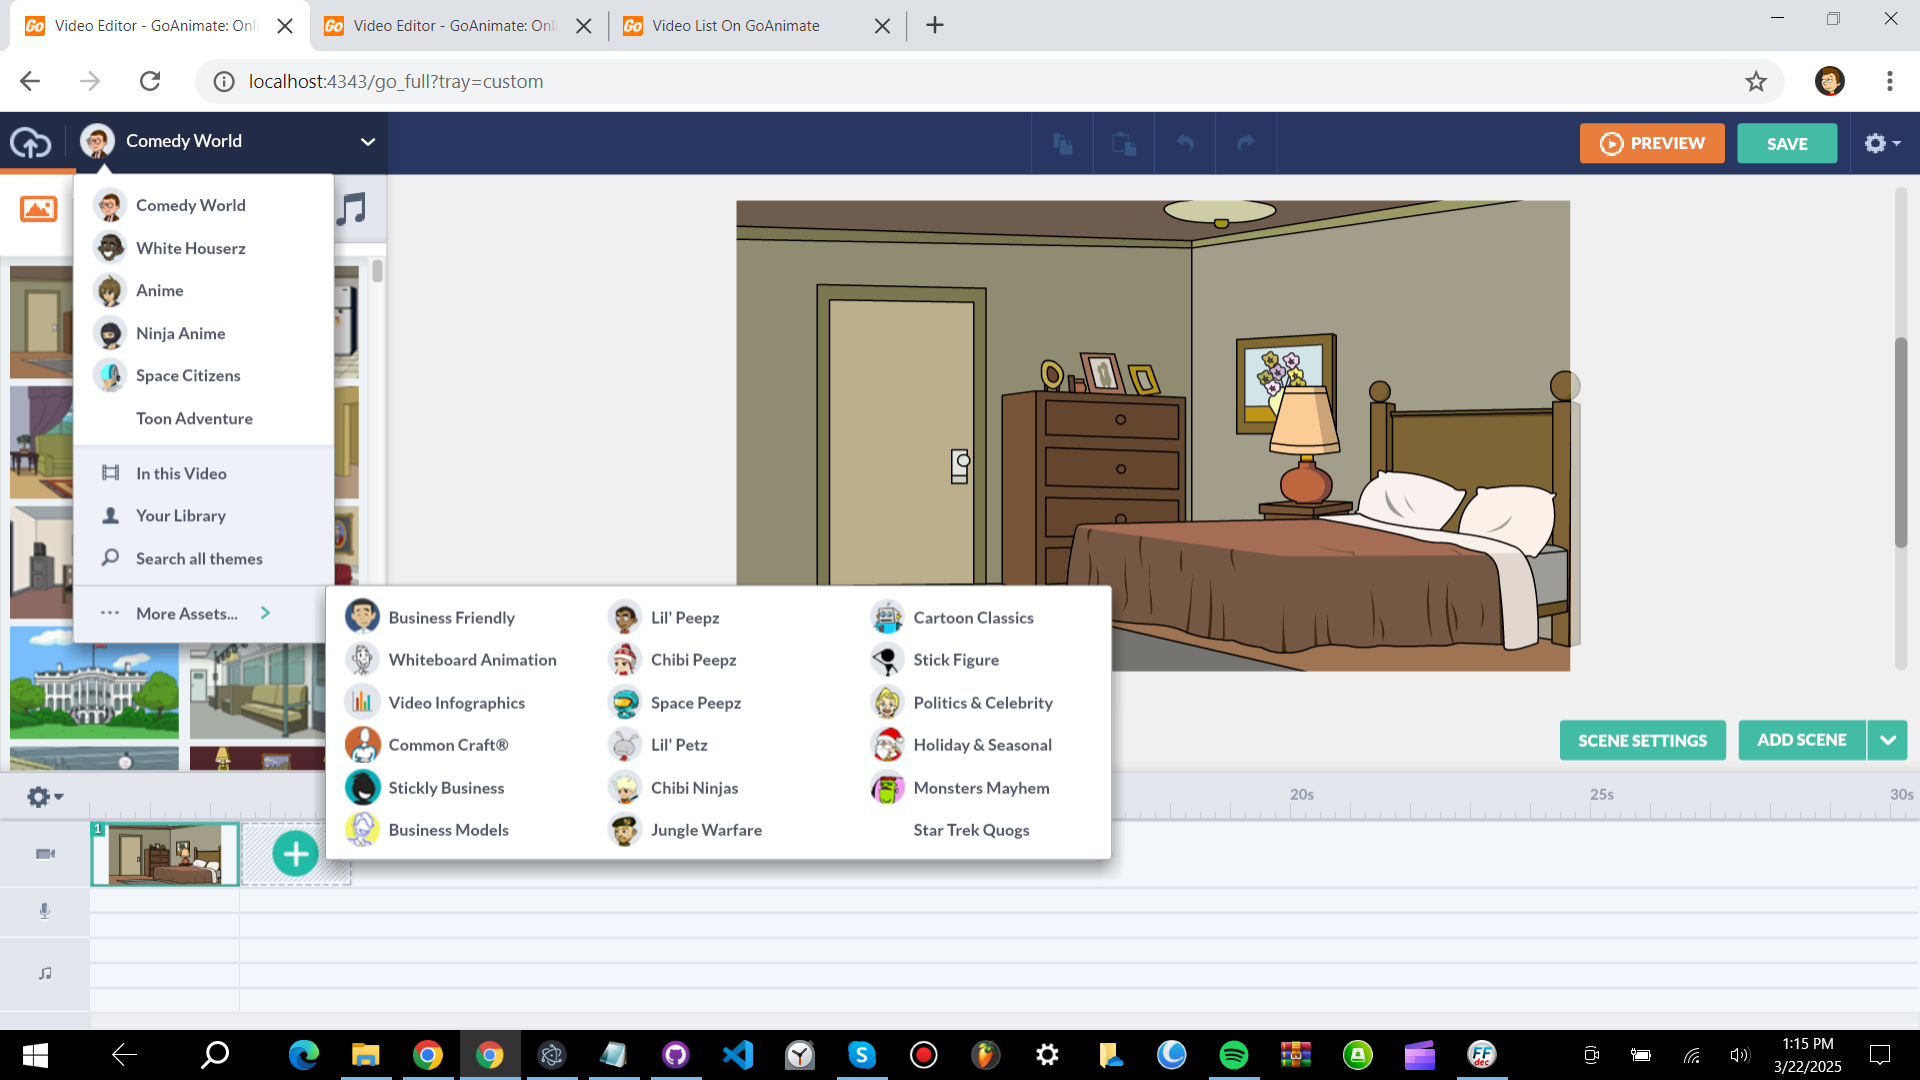 Video Editor - GoAnimate: Onli
Video Editor - GoAnimate: Onli
Video List On GoAnimate
localhost:4343/go_full?tray=custom
Comedy World
PREVIEW
SAVE
Comedy World
White Houserz
Anime
Ninja Anime
Space Citizens
Toon Adventure
In this Video
Your Library
Search all themes
More Assets...
Business Friendly
Lil' Peepz
Cartoon Classics
Whiteboard Animation
Chibi Peepz
Stick Figure
Video Infographics
Space Peepz
Politics & Celebrity
Common Craft®
Lil' Petz
Holiday & Seasonal
Stickly Business
Chibi Ninjas
Monsters Mayhem
Business Models
Jungle Warfare
Star Trek Quogs
SCENE SETTINGS
ADD SCENE
20s
25s
30s
1
1:15 PM
3/22/2025